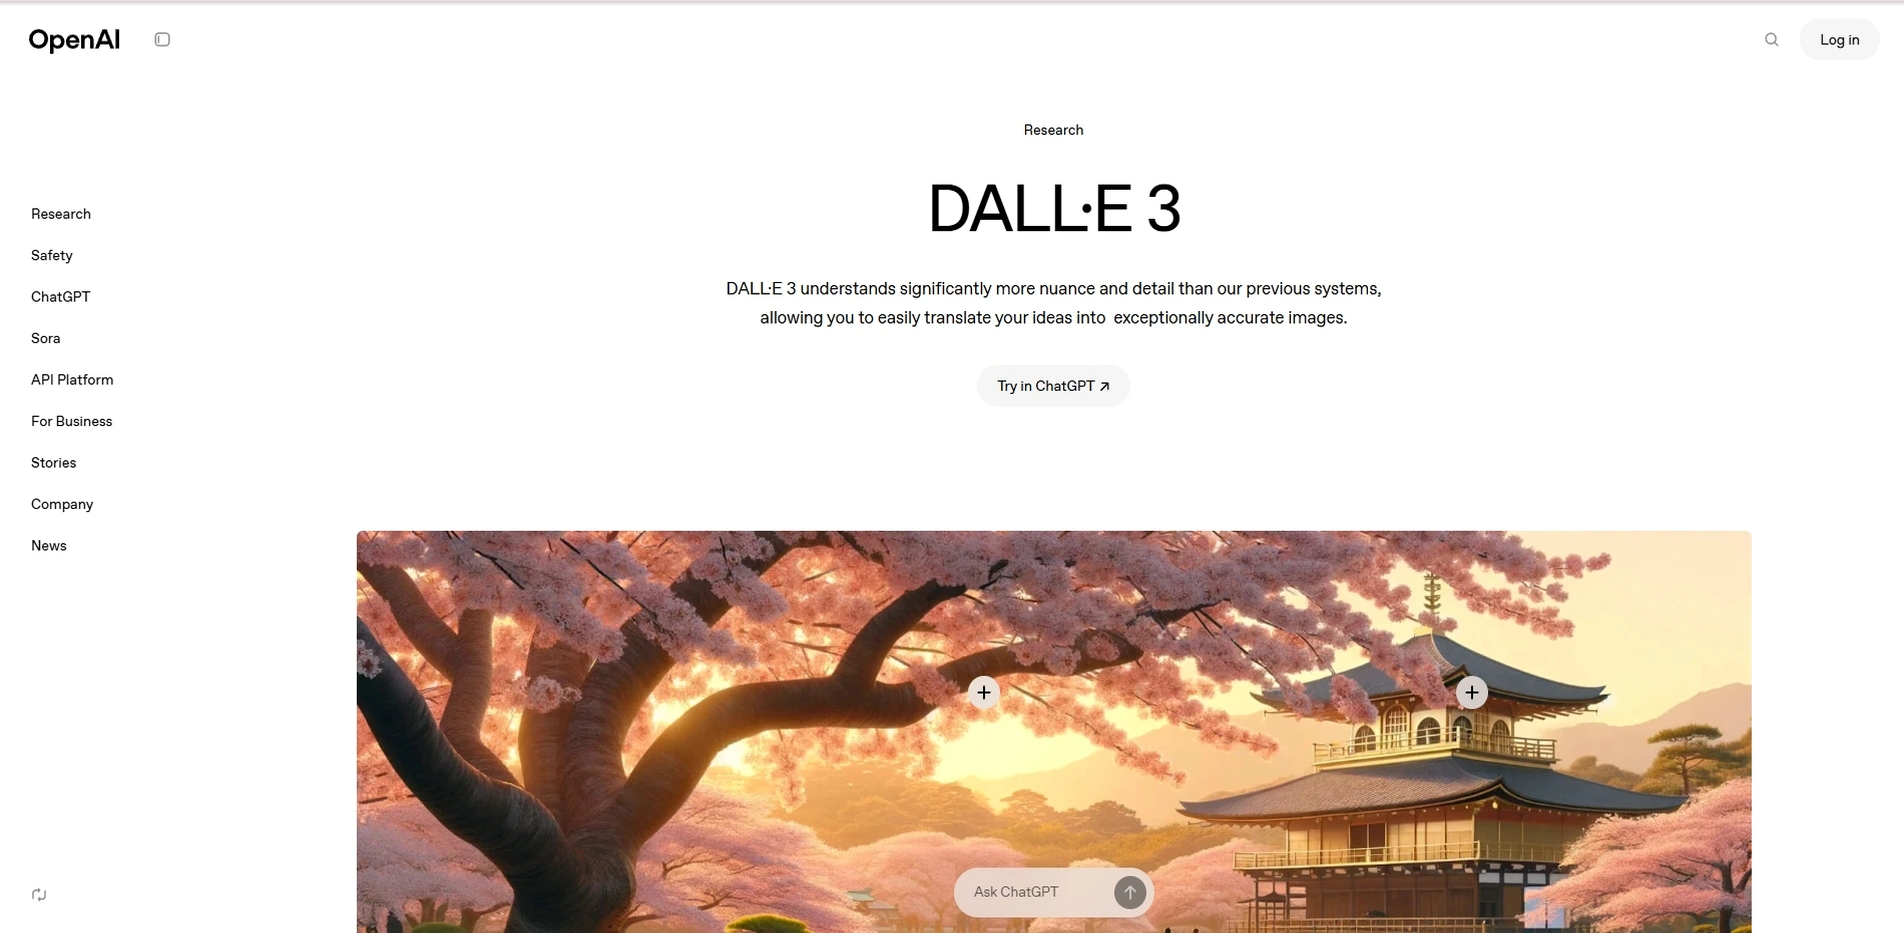 OpenAI
Log in
Research
Research
Safety
ChatGPT
Sora
API Platform
For Business
Stories
Company
News
DALL·E 3
DALL·E 3 understands significantly more nuance and detail than our previous systems,
allowing you to easily translate your ideas into exceptionally accurate images.
Try in ChatGPT
Ask ChatGPT